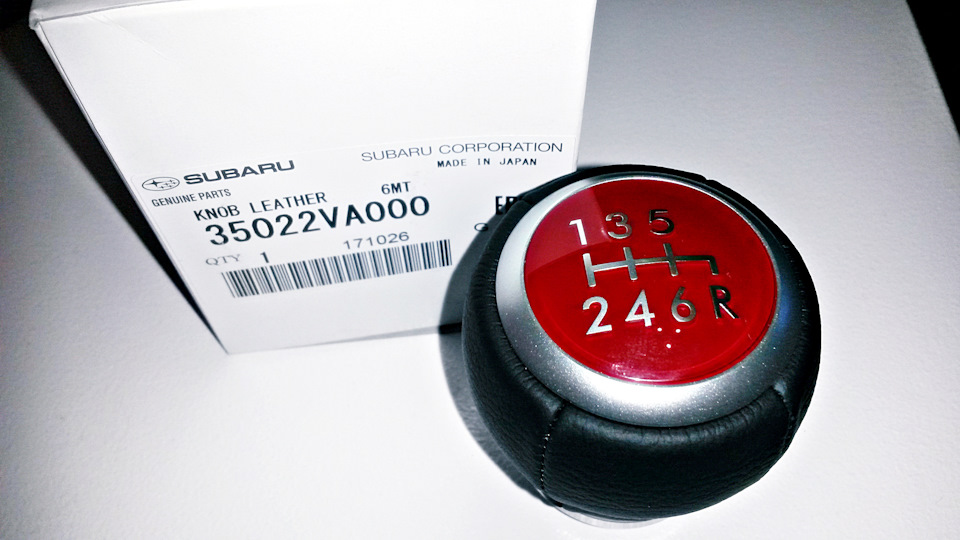 SUBARU
SUBARU CORPORATION
MADE IN JAPAN
GENUINE PARTS
KNOB LEATHER 6MT
35022VA000
171026
QTY 1
1 3 5
2 4 6 R